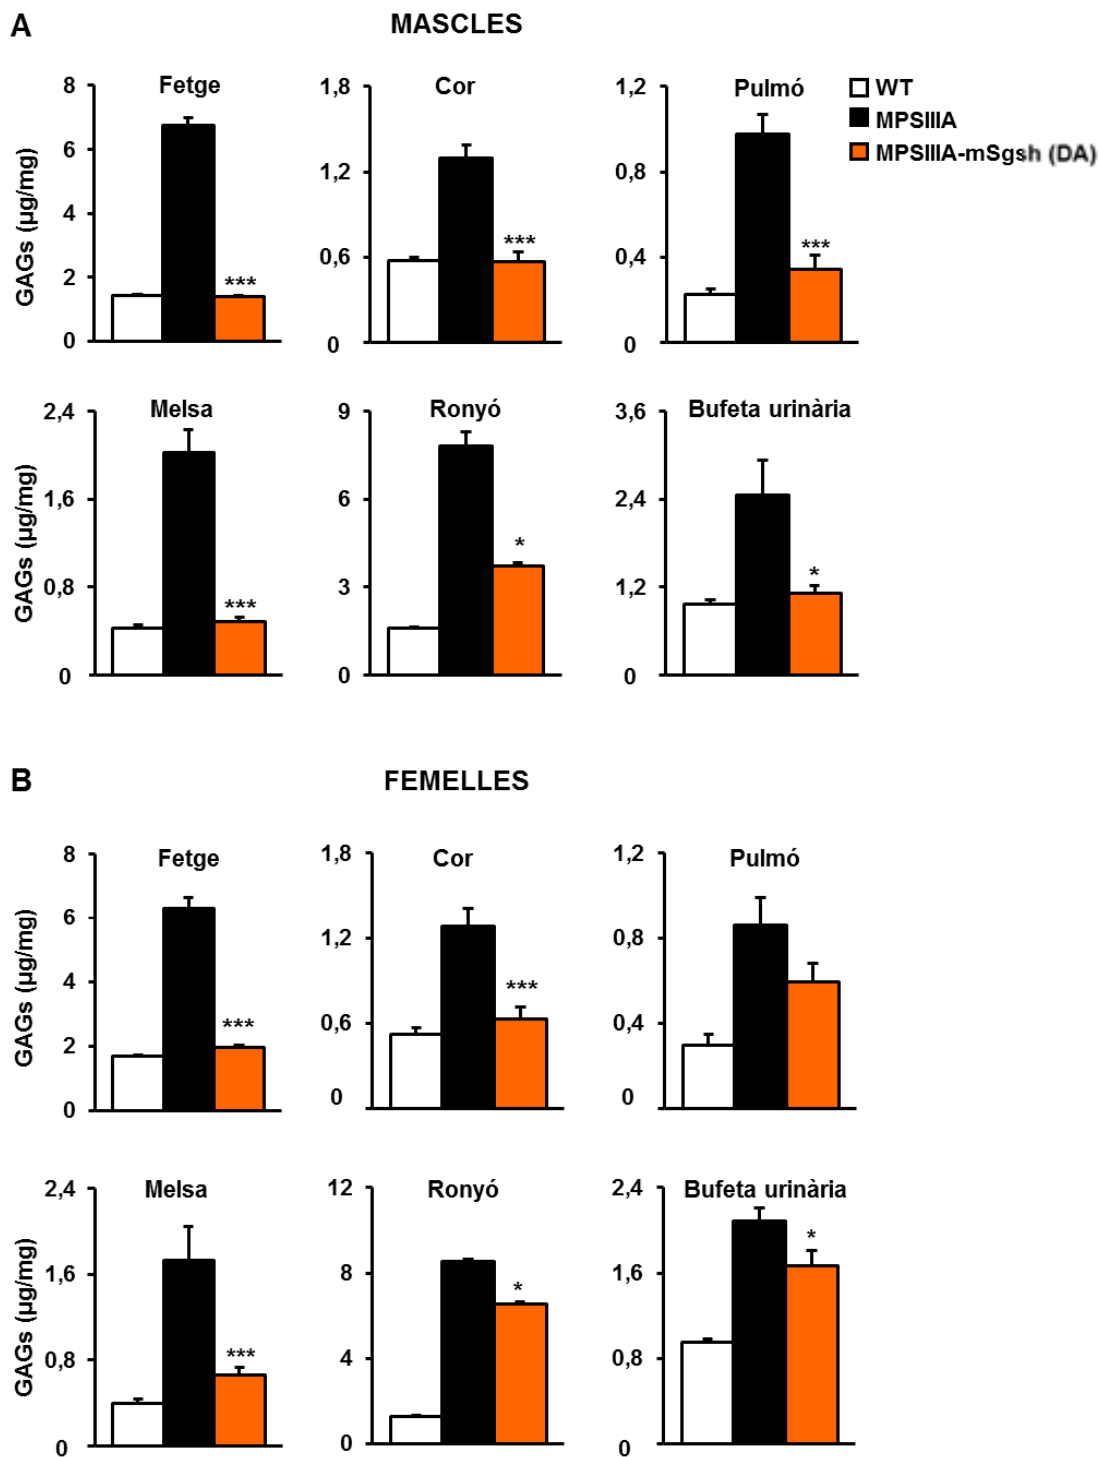 A
MASCLES
Fetge
Cor
Pulmó
WT
MPSIIIA
MPSIIIA-mSgsh (DA)
GAGs (µg/mg)
8
6
4
2
0
***
1,8
1,2
0,6
0
***
1,2
0,8
0,4
0
***
Melsa
Ronyó
Bufeta urinària
GAGs (µg/mg)
2,4
1,6
0,8
0
***
9
6
3
0
*
3,6
2,4
1,2
0
*
B
FEMELLES
Fetge
Cor
Pulmó
GAGs (µg/mg)
8
6
4
2
0
***
1,8
1,2
0,6
0
***
1,2
0,8
0,4
0
Melsa
Ronyó
Bufeta urinària
GAGs (µg/mg)
2,4
1,6
0,8
0
***
12
8
4
0
*
2,4
1,6
0,8
0
*